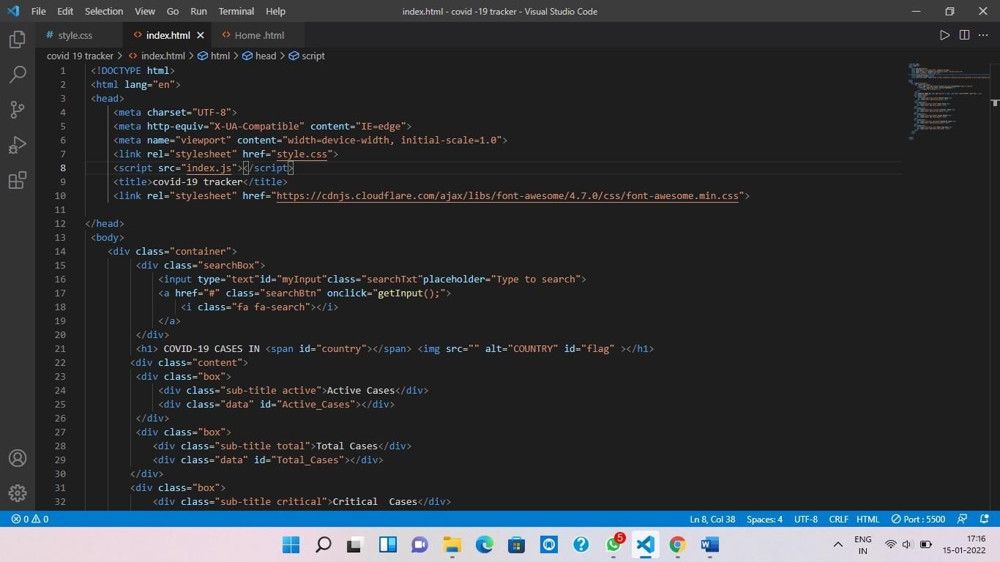 File Edit Selection View Go Run Terminal Help index.html - covid -19 tracker - Visual Studio Code
# style.css <> index.html <> Home .html
covid 19 tracker > <> index.html > html > head > script
1 <!DOCTYPE html>
2 <html lang="en">
3 <head>
4 <meta charset="UTF-8">
5 <meta http-equiv="X-UA-Compatible" content="IE=edge">
6 <meta name="viewport" content="width=device-width, initial-scale=1.0">
7 <link rel="stylesheet" href="style.css">
8 <script src="index.js"></script>
9 <title>covid-19 tracker</title>
10 <link rel="stylesheet" href="https://cdnjs.cloudflare.com/ajax/libs/font-awesome/4.7.0/css/font-awesome.min.css">
11
12 </head>
13 <body>
14 <div class="container">
15 <div class="searchBox">
16 <input type="text"id="myInput"class="searchTxt"placeholder="Type to search">
17 <a href="#" class="searchBtn" onclick="getInput();">
18 <i class="fa fa-search"></i>
19 </a>
20 </div>
21 <h1> COVID-19 CASES IN <span id="country"></span> <img src="" alt="COUNTRY" id="flag" ></h1>
22 <div class="content">
23 <div class="box">
24 <div class="sub-title active">Active Cases</div>
25 <div class="data" id="Active_Cases"></div>
26 </div>
27 <div class="box">
28 <div class="sub-title total">Total Cases</div>
29 <div class="data" id="Total_Cases"></div>
30 </div>
31 <div class="box">
32 <div class="sub-title critical">Critical  Cases</div>
0 0 Ln 8, Col 38 Spaces: 4 UTF-8 CRLF HTML Port : 5500
5 ENG 17:16
IN 15-01-2022